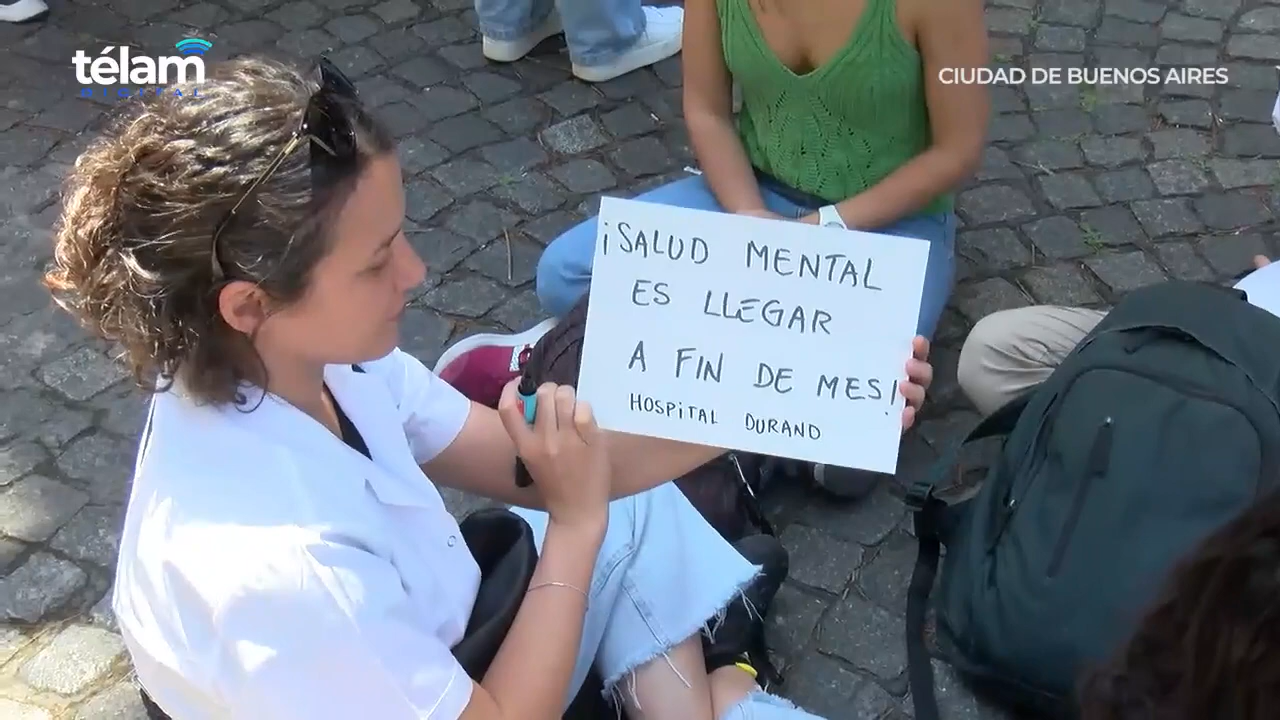 télam
DIGITAL
CIUDAD DE BUENOS AIRES
¡SALUD MENTAL
ES LLEGAR
A FIN DE MES!
HOSPITAL DURAND